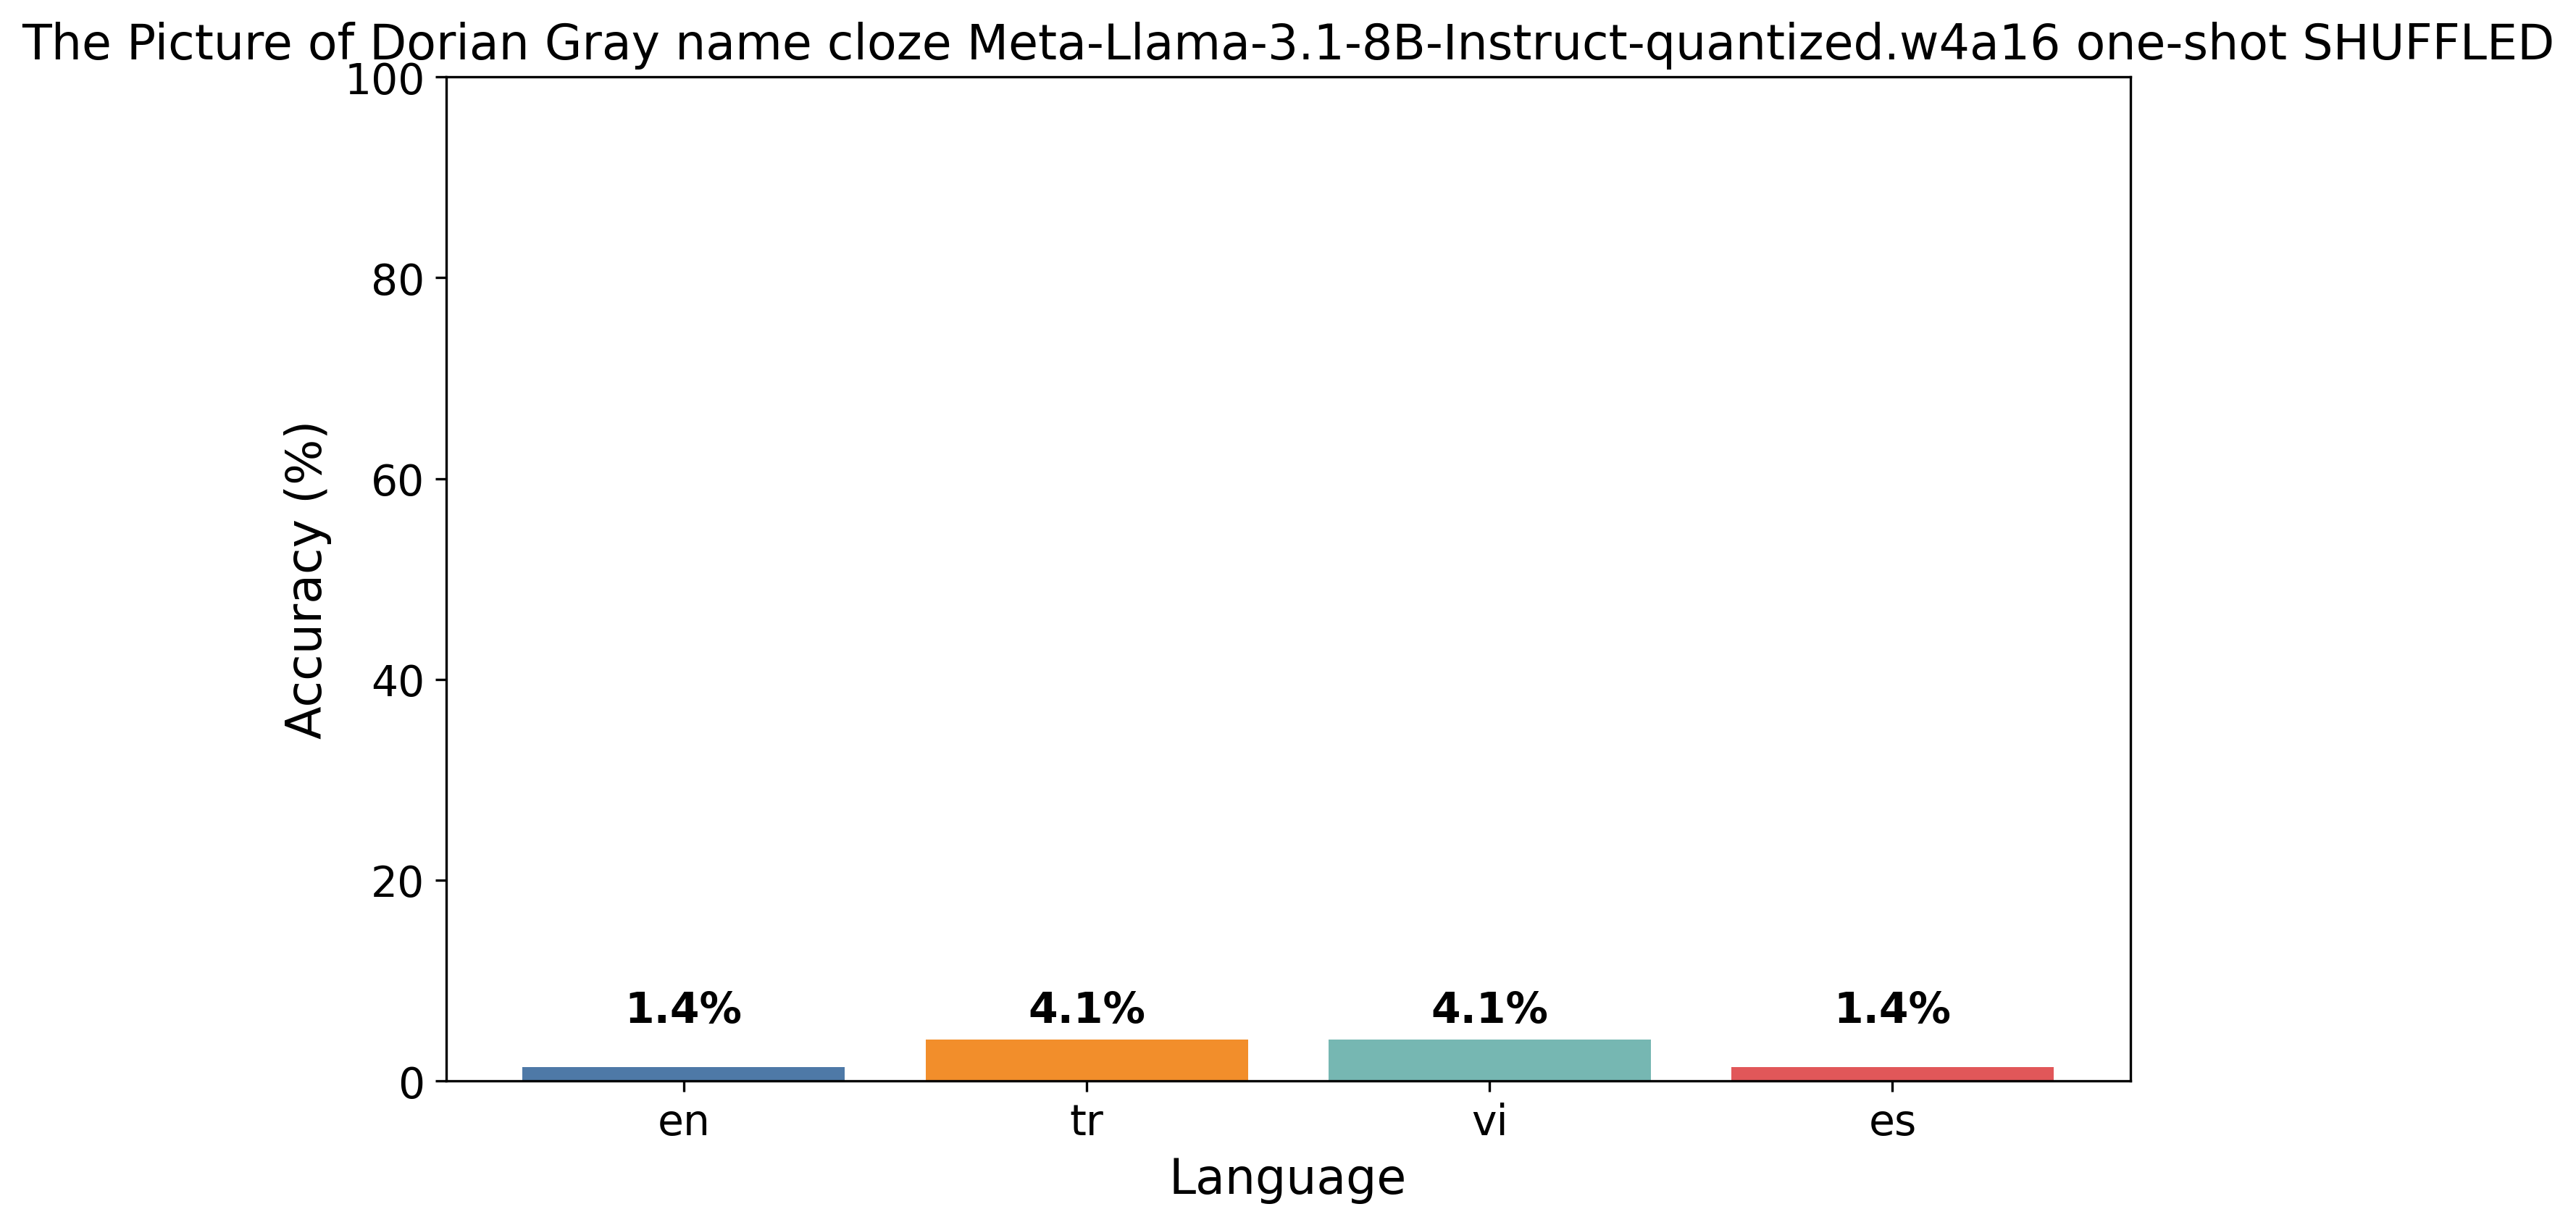 The Picture of Dorian Gray name cloze Meta-Llama-3.1-8B-Instruct-quantized.w4a16 one-shot SHUFFLED
100
80
60
40
20
0
Accuracy (%)
1.4%
4.1%
4.1%
1.4%
en
tr
vi
es
Language